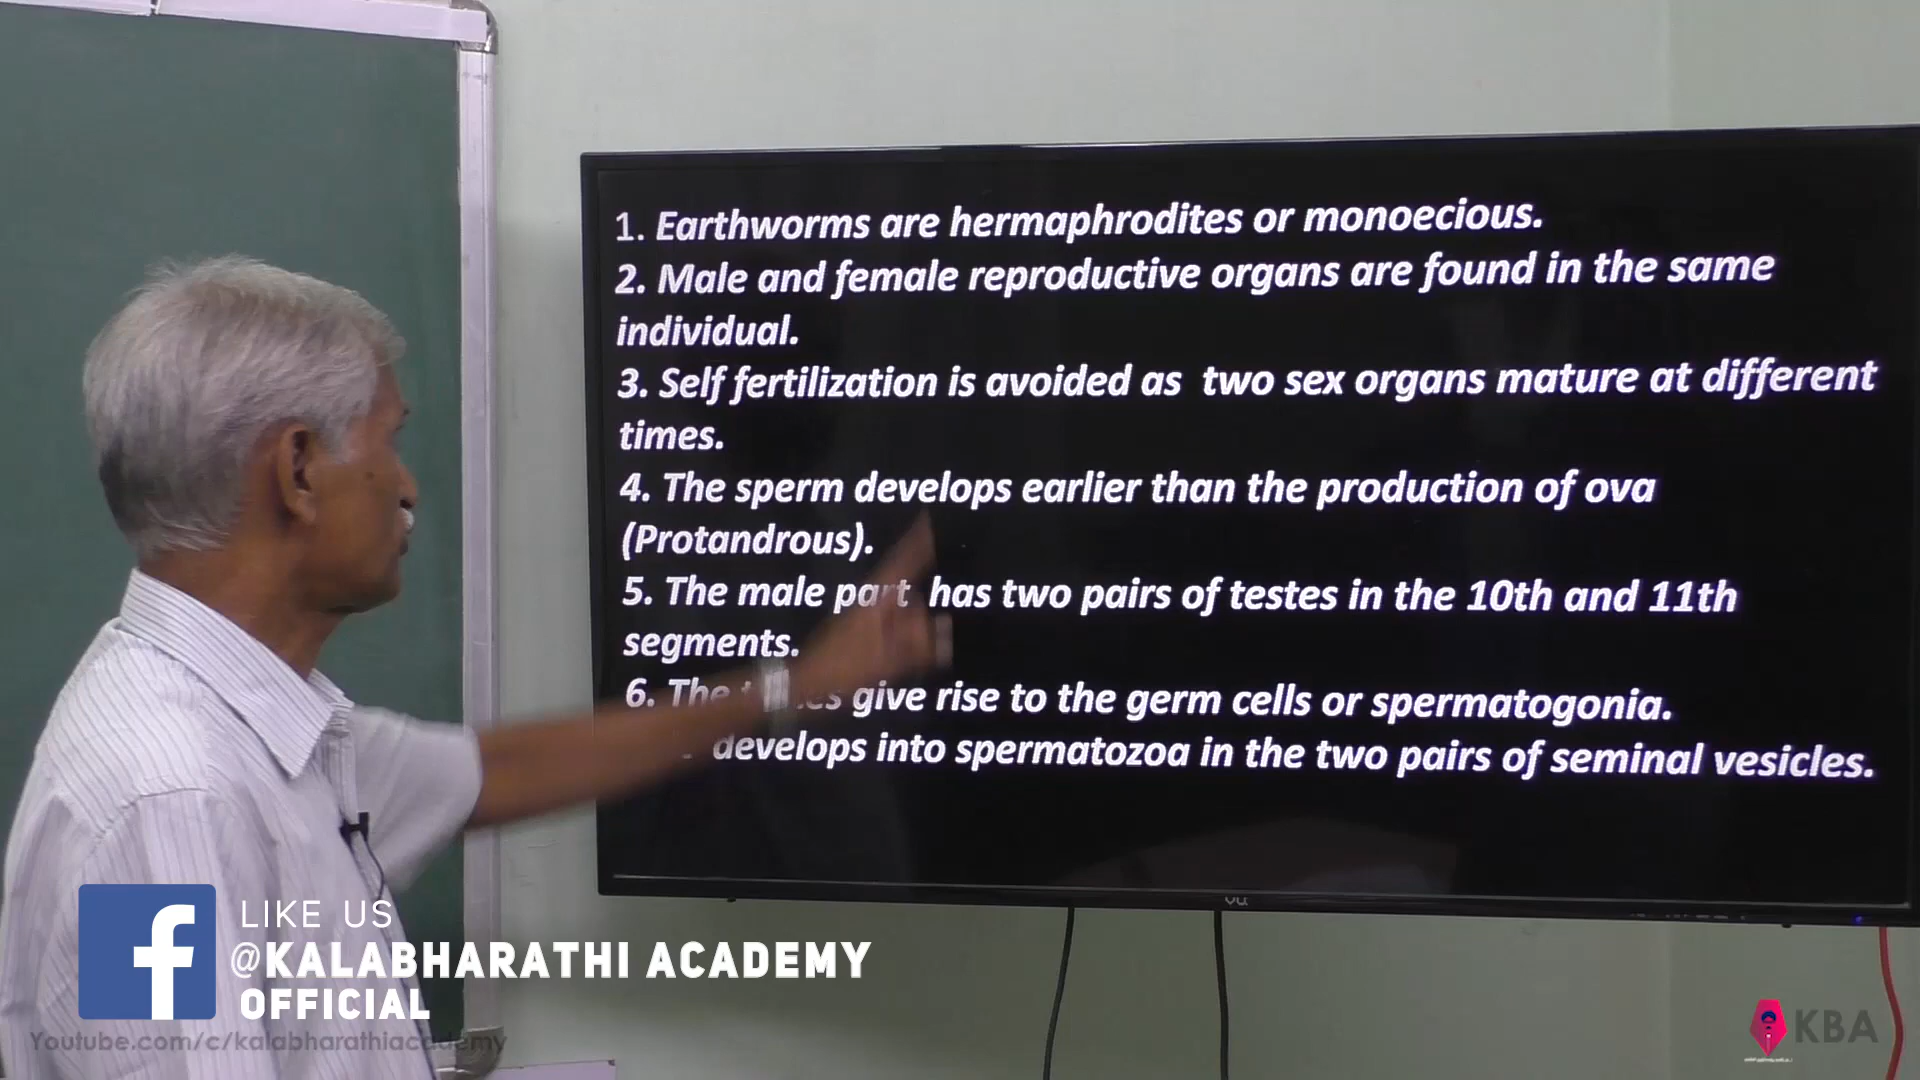 1. Earthworms are hermaphrodites or monoecious.
2. Male and female reproductive organs are found in the same
individual.
3. Self fertilization is avoided as two sex organs mature at different
times.
4. The sperm develops earlier than the production of ova
(Protandrous).
5. The male part has two pairs of testes in the 10th and 11th
segments.
6. The give rise to the germ cells or spermatogonia.
develops into spermatozoa in the two pairs of seminal vesicles.
LIKE US
@KALABHARATHI ACADEMY
OFFICIAL
Youtube.com/c/kalabharathiacademy
KBA